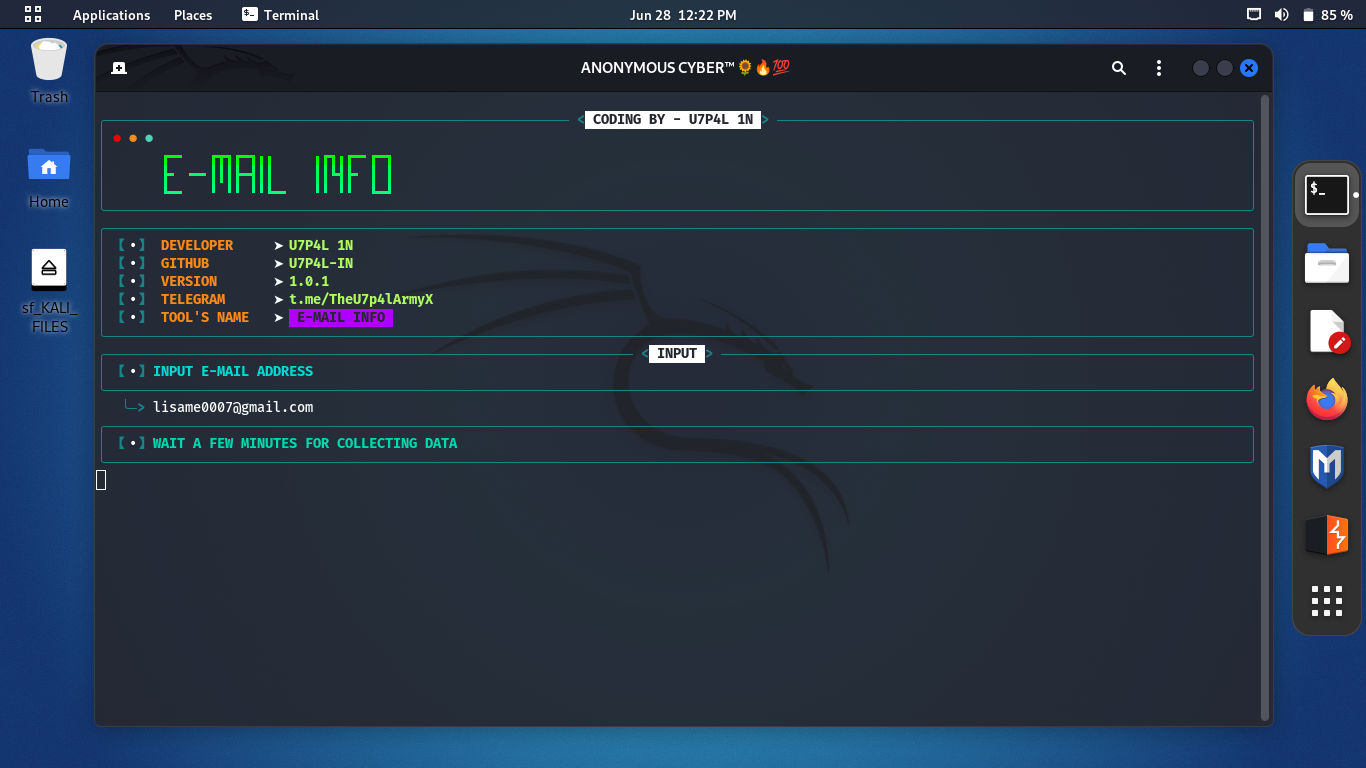 Applications Places Terminal Jun 28 12:22 PM 85 %
ANONYMOUS CYBER™🌻🔥💯
Trash
Home
sf_KALI_
FILES
< CODING BY - U7P4L 1N >
E-MAIL INFO
【•】 DEVELOPER ➤ U7P4L 1N
【•】 GITHUB ➤ U7P4L-IN
【•】 VERSION ➤ 1.0.1
【•】 TELEGRAM ➤ t.me/TheU7p4lArmyX
【•】 TOOL'S NAME ➤ E-MAIL INFO
< INPUT >
【•】INPUT E-MAIL ADDRESS
╰─> lisame0007@gmail.com
【•】WAIT A FEW MINUTES FOR COLLECTING DATA
$_